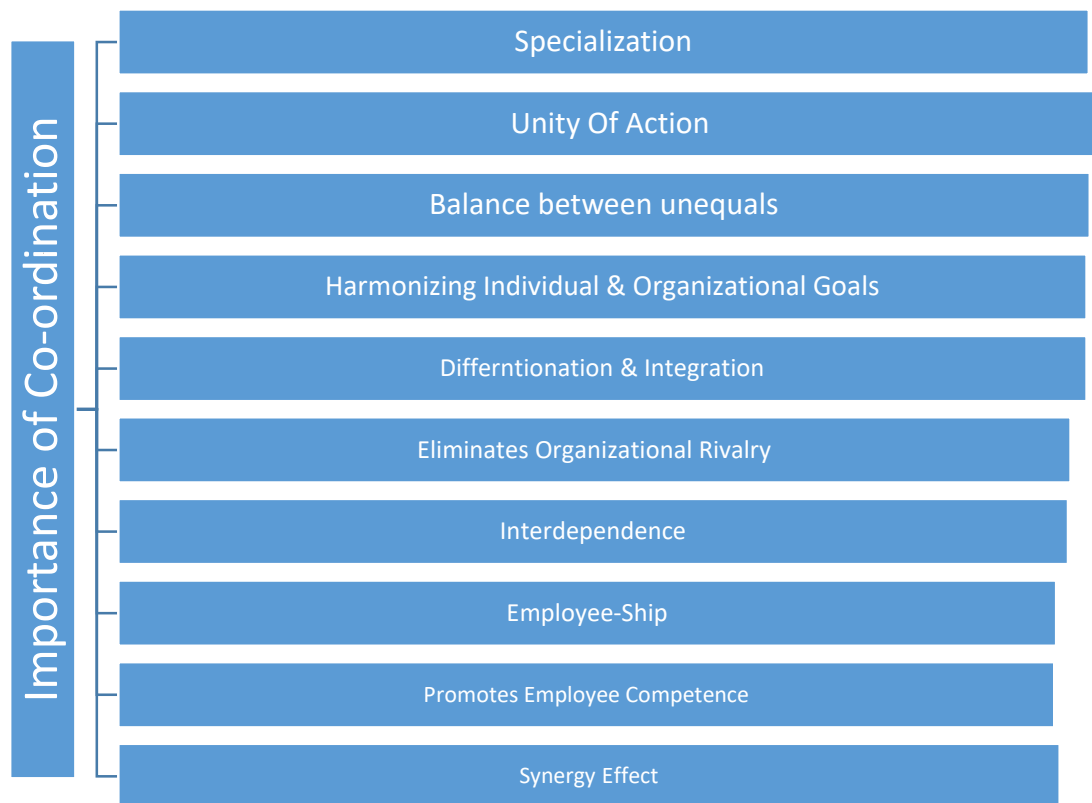 Importance of Co-ordination
Specialization
Unity Of Action
Balance between unequals
Harmonizing Individual & Organizational Goals
Differntionation & Integration
Eliminates Organizational Rivalry
Interdependence
Employee-Ship
Promotes Employee Competence
Synergy Effect